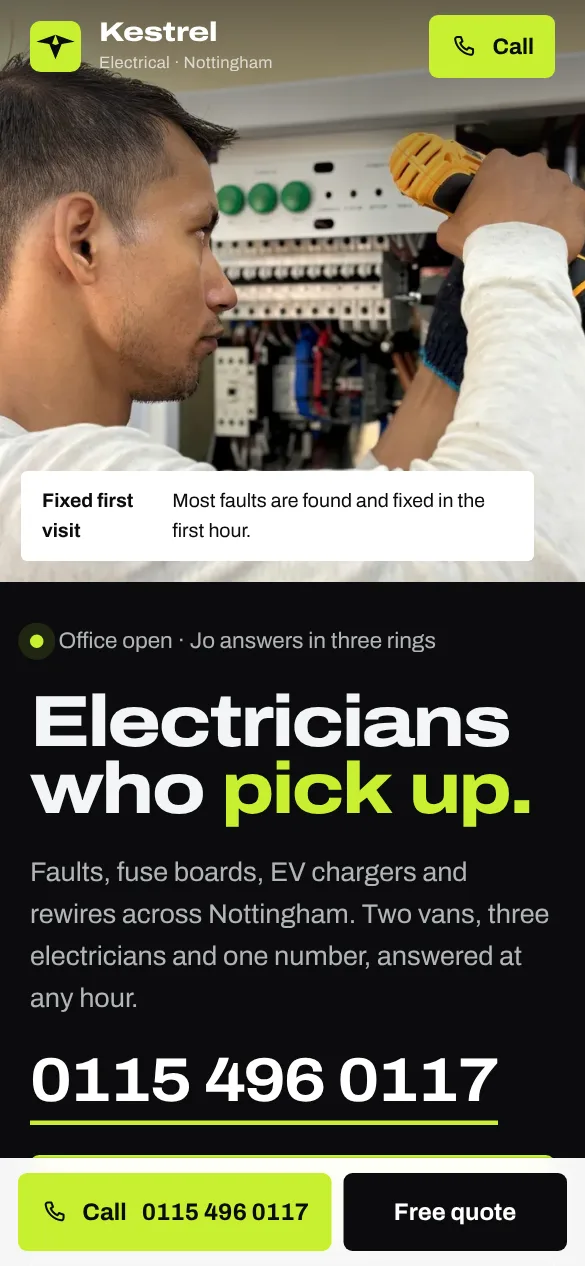 Kestrel
Electrical · Nottingham
Call
Fixed first
visit
Most faults are found and fixed in the
first hour.
Office open · Jo answers in three rings
Electricians
who pick up.
Faults, fuse boards, EV chargers and
rewires across Nottingham. Two vans, three
electricians and one number, answered at
any hour.
0115 496 0117
Call 0115 496 0117
Free quote